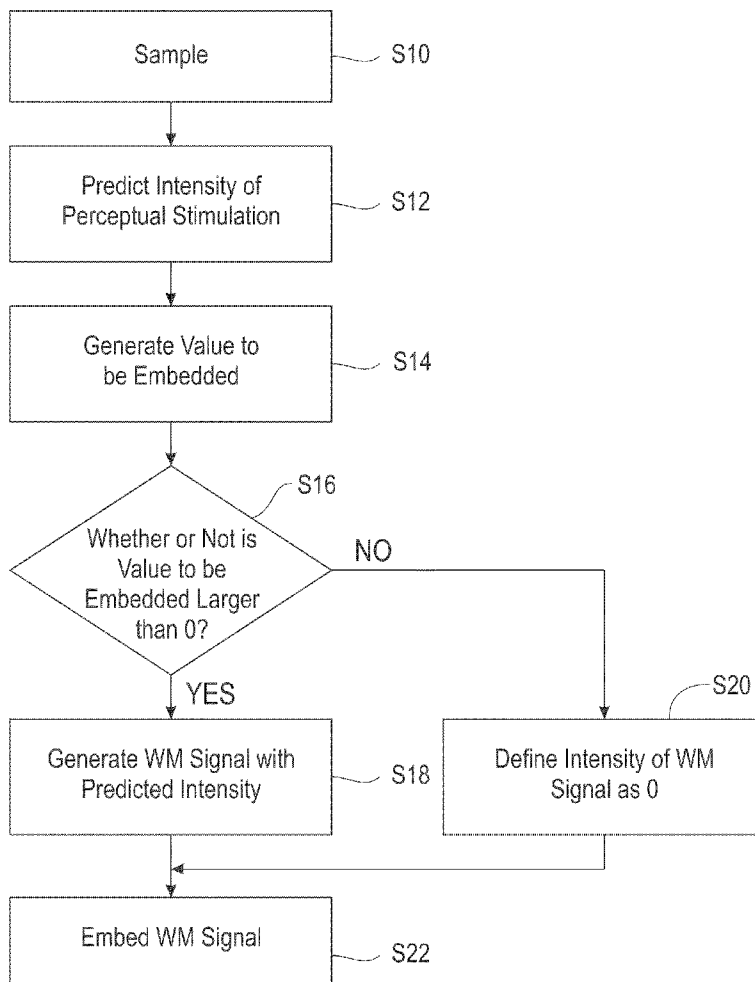 Sample
S10
Predict Intensity of
Perceptual Stimulation
S12
Generate Value to
be Embedded
S14
S16
Whether or Not is
Value to be
Embedded Larger
than 0?
NO
YES
S20
Generate WM Signal with
Predicted Intensity
S18
Define Intensity of WM
Signal as 0
Embed WM Signal
S22